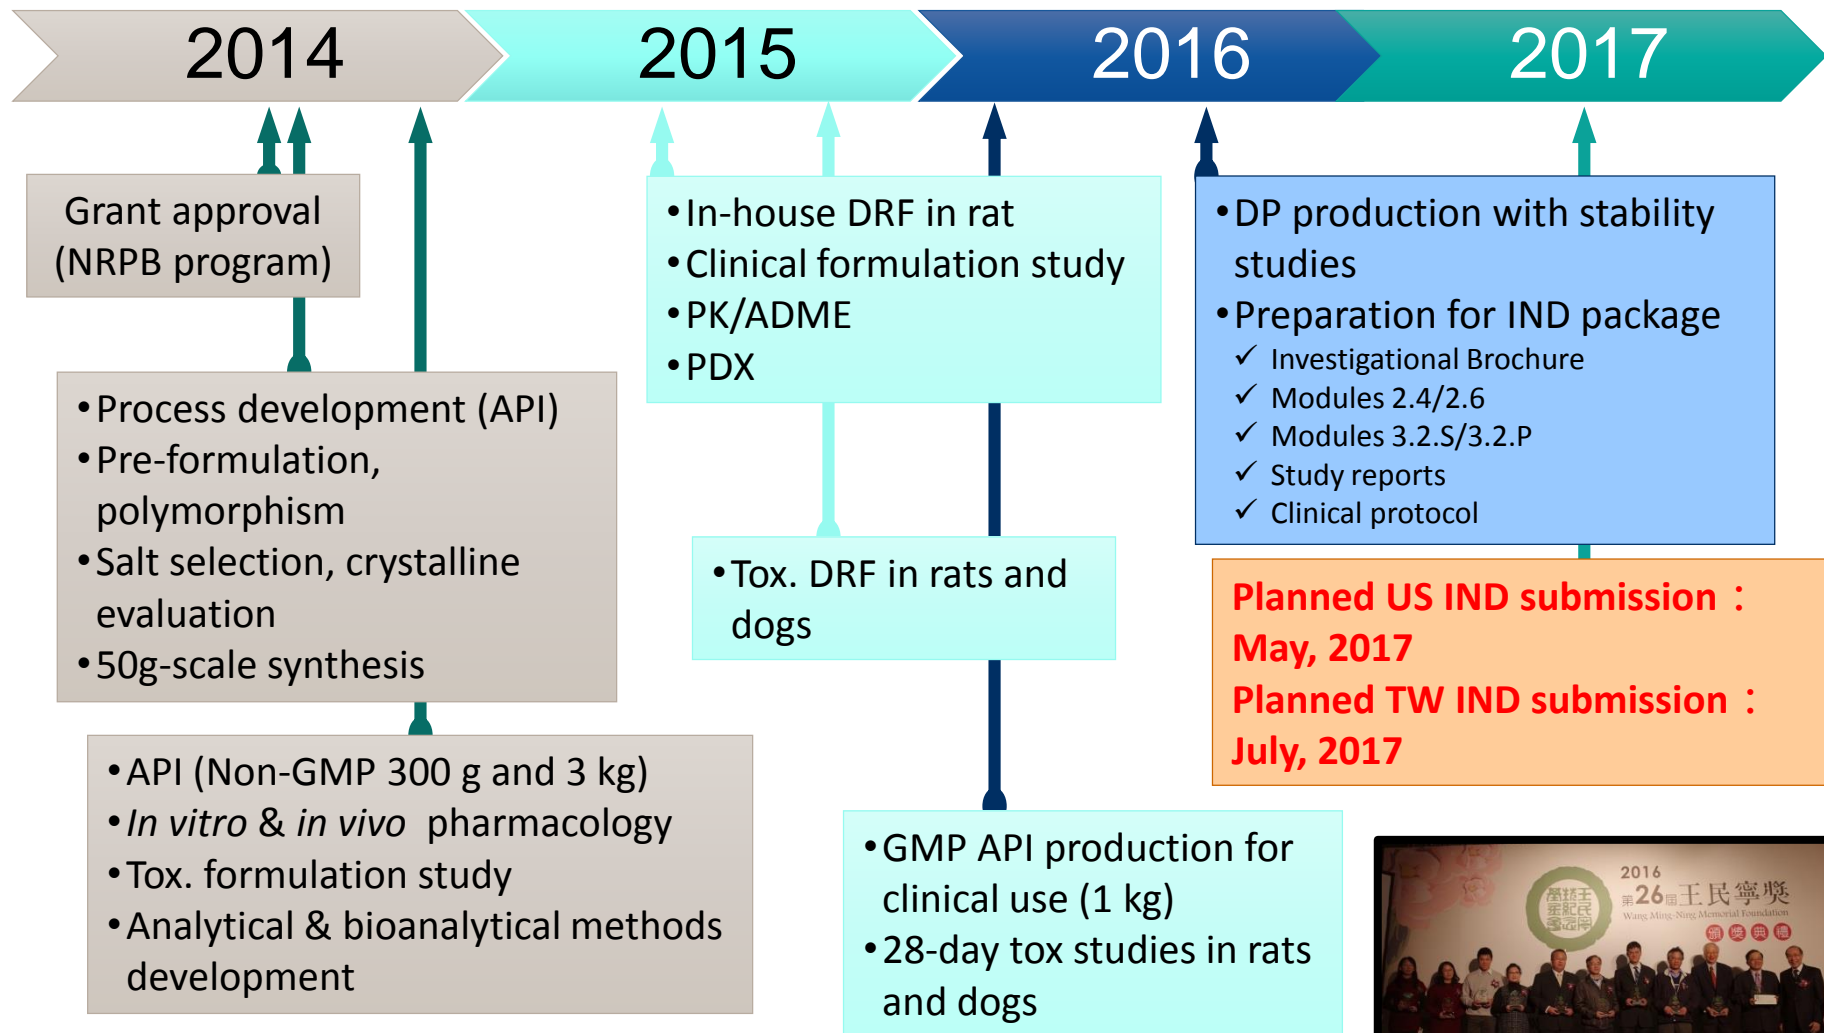 2014
2015
2016
2017
Grant approval
(NRPB program)
•Process development (API)
•Pre-formulation,
polymorphism
•Salt selection, crystalline
evaluation
•50g-scale synthesis
•API (Non-GMP 300 g and 3 kg)
•In vitro & in vivo pharmacology
•Tox. formulation study
•Analytical & bioanalytical methods
development
•In-house DRF in rat
•Clinical formulation study
•PK/ADME
•PDX
•Tox. DRF in rats and
dogs
•GMP API production for
clinical use (1 kg)
•28-day tox studies in rats
and dogs
•DP production with stability
studies
•Preparation for IND package
✓ Investigational Brochure
✓ Modules 2.4/2.6
✓ Modules 3.2.S/3.2.P
✓ Study reports
✓ Clinical protocol
Planned US IND submission：
May, 2017
Planned TW IND submission：
July, 2017
2016
第26屆王民寧獎
Wang Ming-Ning Memorial Foundation
頒獎典禮